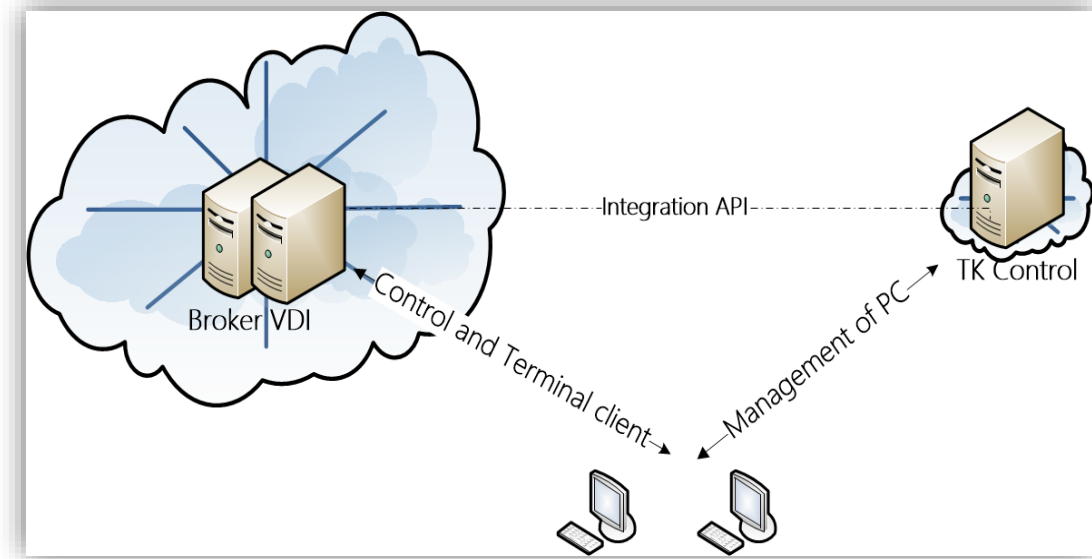 Integration API
TK Control
Broker VDI
Control and Terminal client
Management of PC